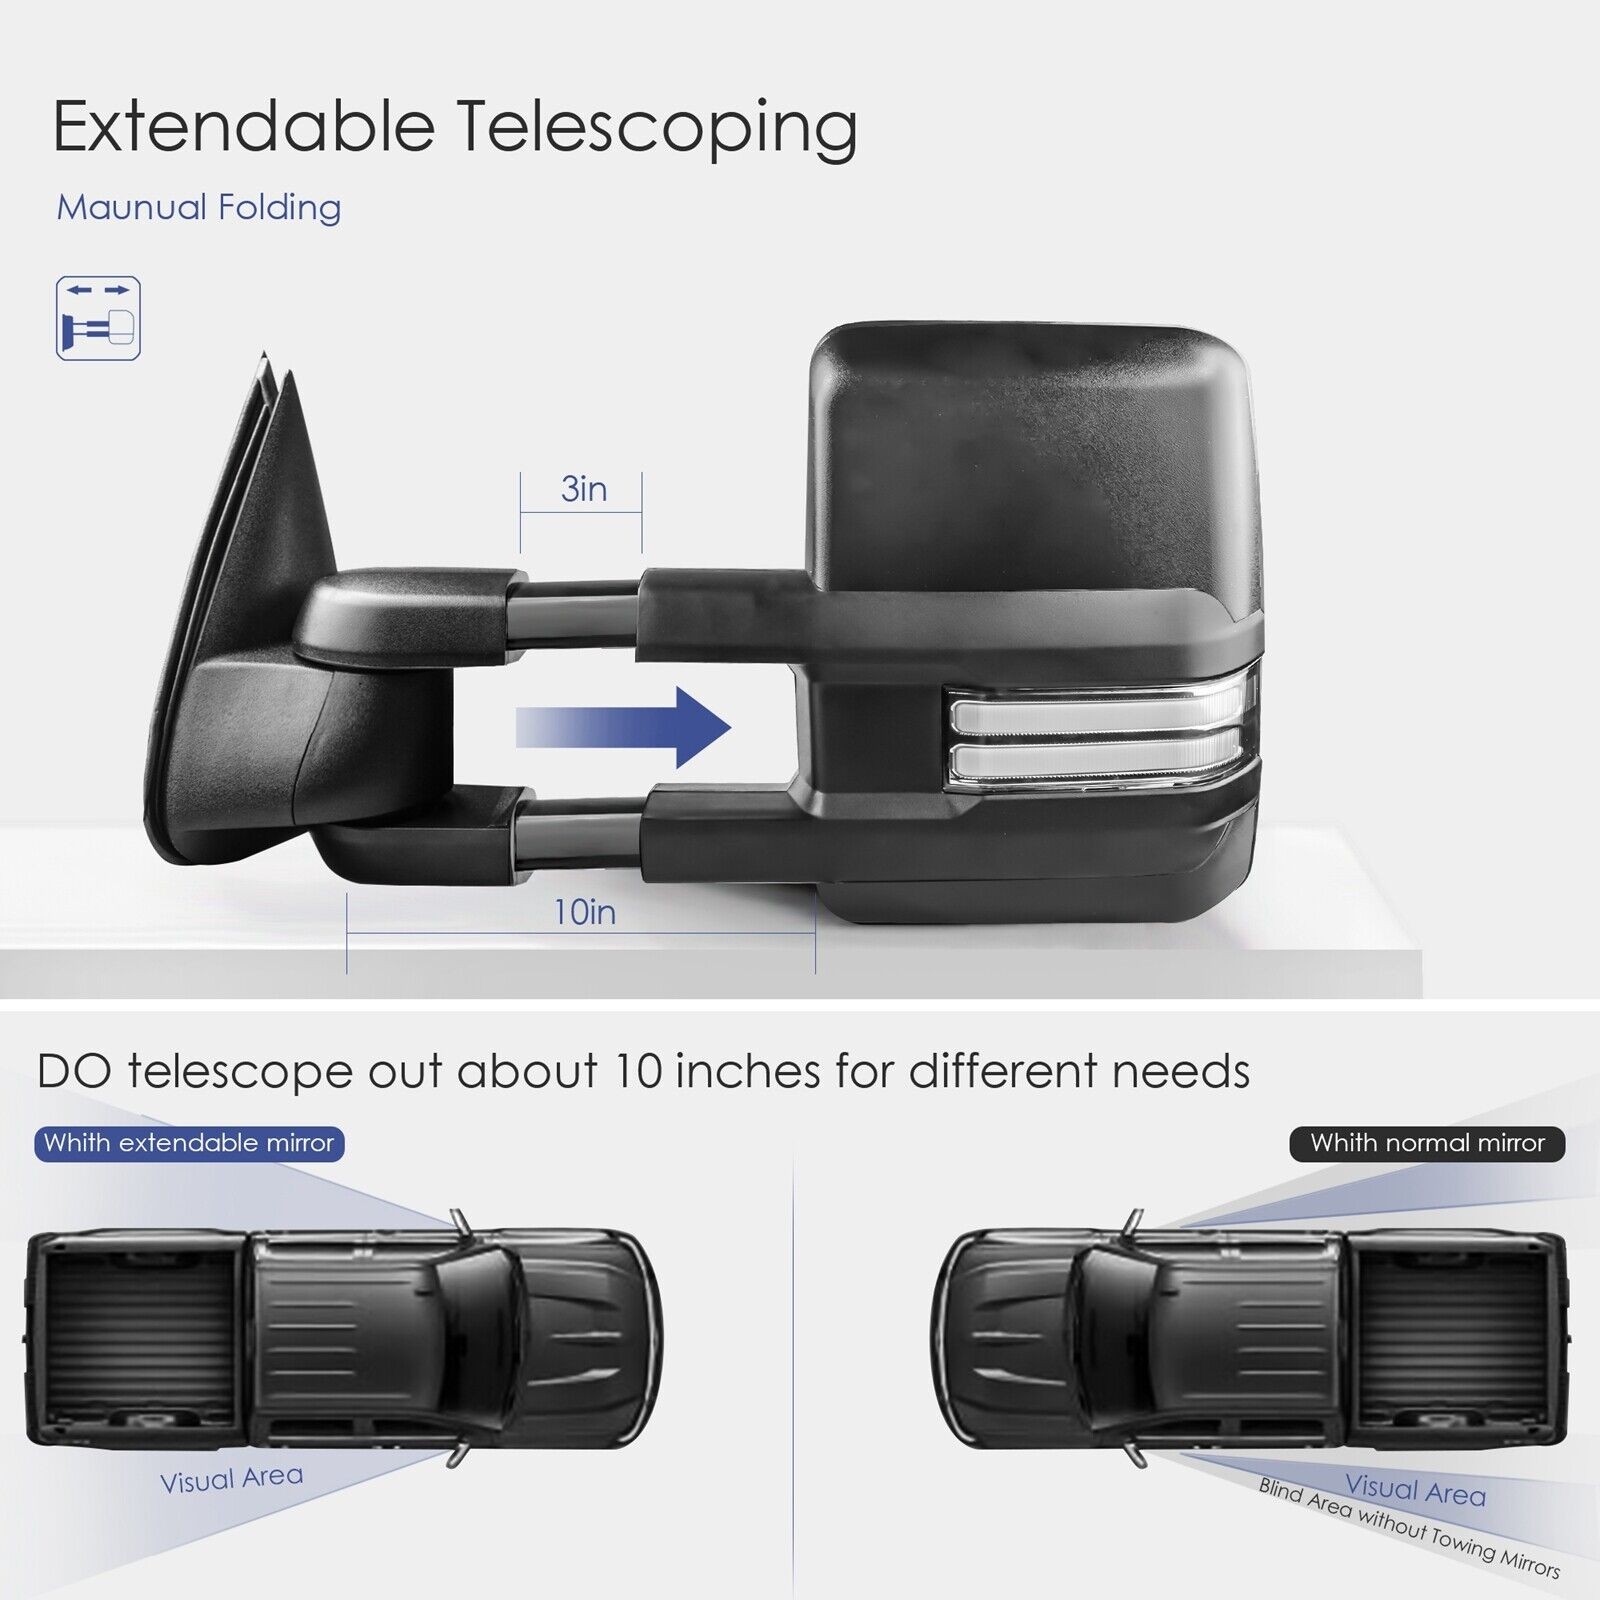 Extendable Telescoping
Maunual Folding
3in
10in
DO telescope out about 10 inches for different needs
Whith extendable mirror
Whith normal mirror
Visual Area
Visual Area
Blind Area without Towing Mirrors